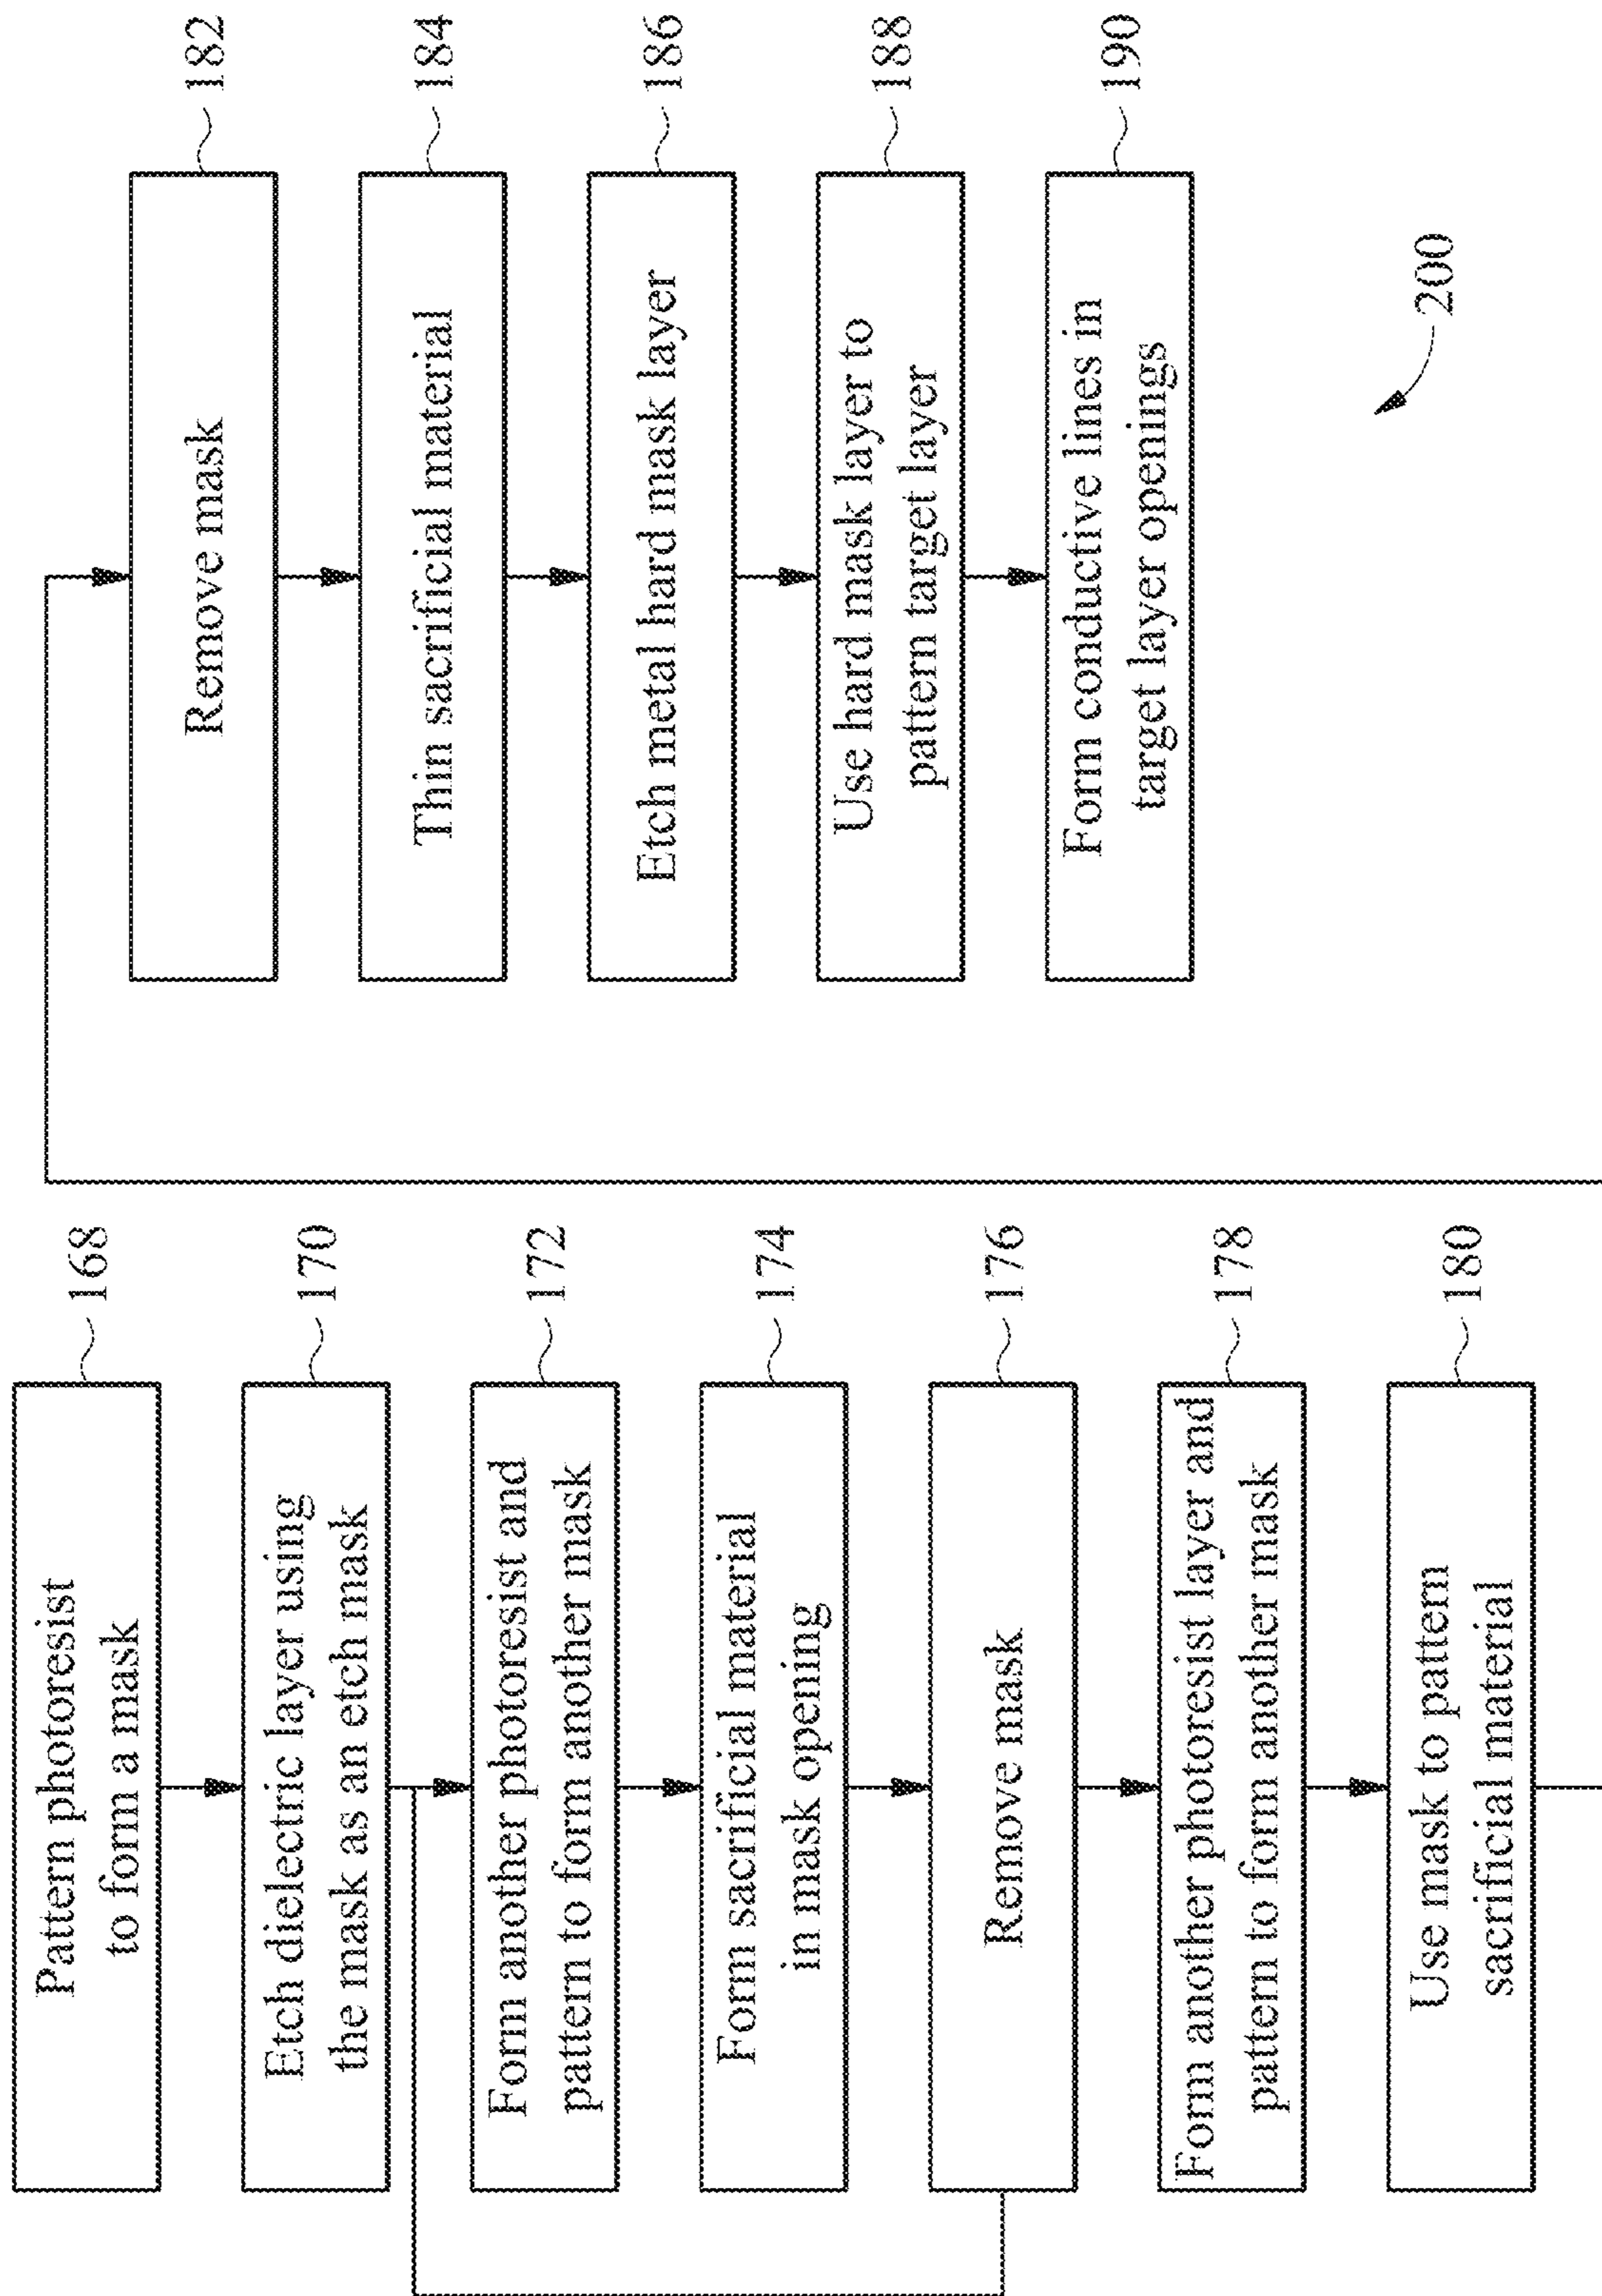 Pattern photoresist
to form a mask
168
Etch dielectric layer using
the mask as an etch mask
170
Form another photoresist and
pattern to form another mask
172
Form sacrificial material
in mask opening
174
Remove mask
176
Form another photoresist layer and
pattern to form another mask
178
Use mask to pattern
sacrificial material
180
Remove mask
182
Thin sacrificial material
184
Etch metal hard mask layer
186
Use hard mask layer to
pattern target layer
188
Form conductive lines in
target layer openings
190
200